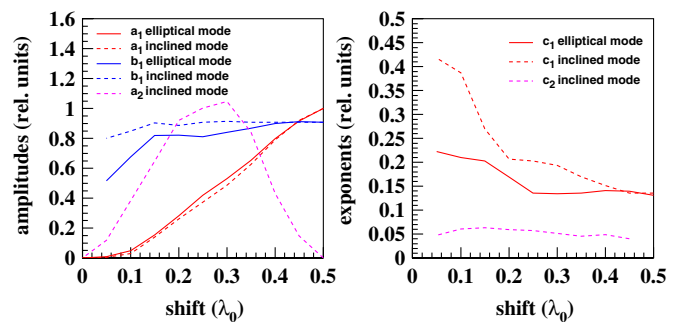 1.6
1.4
1.2
1
0.8
0.6
0.4
0.2
0
0
0.1
0.2
0.3
0.4
0.5
amplitudes (rel. units)
shift (λ0)
a1 elliptical mode
a1 inclined mode
b1 elliptical mode
b1 inclined mode
a2 inclined mode
0.5
0.45
0.4
0.35
0.3
0.25
0.2
0.15
0.1
0.05
0
0
0.1
0.2
0.3
0.4
0.5
exponents (rel. units)
shift (λ0)
c1 elliptical mode
c1 inclined mode
c2 inclined mode